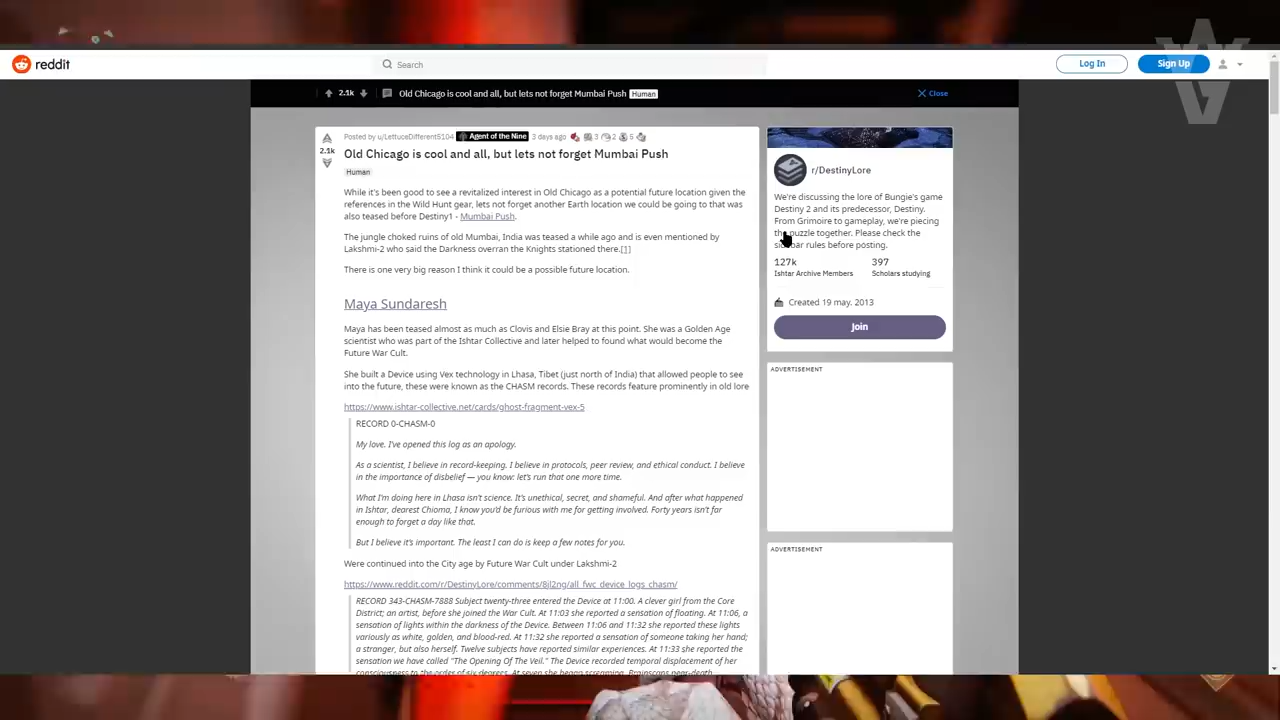 reddit
Search
Log In
Sign Up
2.1k
Old Chicago is cool and all, but lets not forget Mumbai Push Human
Close
Posted by u/LettuceDifferent5104 Agent of the Nine 3 days ago 3 2 5
2.1k
Old Chicago is cool and all, but lets not forget Mumbai Push
Human
While it's been good to see a revitalized interest in Old Chicago as a potential future location given the
references in the Wild Hunt gear, lets not forget another Earth location we could be going to that was
also teased before Destiny1 - Mumbai Push.
The jungle choked ruins of old Mumbai, India was teased a while ago and is even mentioned by
Lakshmi-2 who said the Darkness overran the Knights stationed there.[1]
There is one very big reason I think it could be a possible future location.
Maya Sundaresh
Maya has been teased almost as much as Clovis and Elsie Bray at this point. She was a Golden Age
scientist who was part of the Ishtar Collective and later helped to found what would become the
Future War Cult.
She built a Device using Vex technology in Lhasa, Tibet (just north of India) that allowed people to see
into the future, these were known as the CHASM records. These records feature prominently in old lore
https://www.ishtar-collective.net/cards/ghost-fragment-vex-5
RECORD 0-CHASM-0
My love. I've opened this log as an apology.
As a scientist, I believe in record-keeping. I believe in protocols, peer review, and ethical conduct. I believe
in the importance of disbelief — you know: let's run that one more time.
What I'm doing here in Lhasa isn't science. It's unethical, secret, and shameful. And after what happened
in Ishtar, dearest Chioma, I know you'd be furious with me for getting involved. Forty years isn't far
enough to forget a day like that.
But I believe it's important. The least I can do is keep a few notes for you.
Were continued into the City age by Future War Cult under Lakshmi-2
https://www.reddit.com/r/DestinyLore/comments/8jl2ng/all_fwc_device_logs_chasm/
RECORD 343-CHASM-7888 Subject twenty-three entered the Device at 11:00. A clever girl from the Core
District; an artist, before she joined the War Cult. At 11:03 she reported a sensation of floating. At 11:06, a
sensation of lights within the darkness of the Device. Between 11:06 and 11:32 she reported these lights
variously as white, golden, and blood-red. At 11:32 she reported a sensation of someone taking her hand;
a stranger, but also herself. Twelve subjects have reported similar experiences. At 11:33 she reported the
sensation we have called "The Opening Of The Veil." The Device recorded temporal displacement of her
consciousness to the order of six degrees. At seven she began screaming. Brainscans near-death
r/DestinyLore
We're discussing the lore of Bungie's game
Destiny 2 and its predecessor, Destiny.
From Grimoire to gameplay, we're piecing
the puzzle together. Please check the
rules before posting.
127k
397
Ishtar Archive Members
Scholars studying
Created 19 may. 2013
Join
ADVERTISEMENT
ADVERTISEMENT